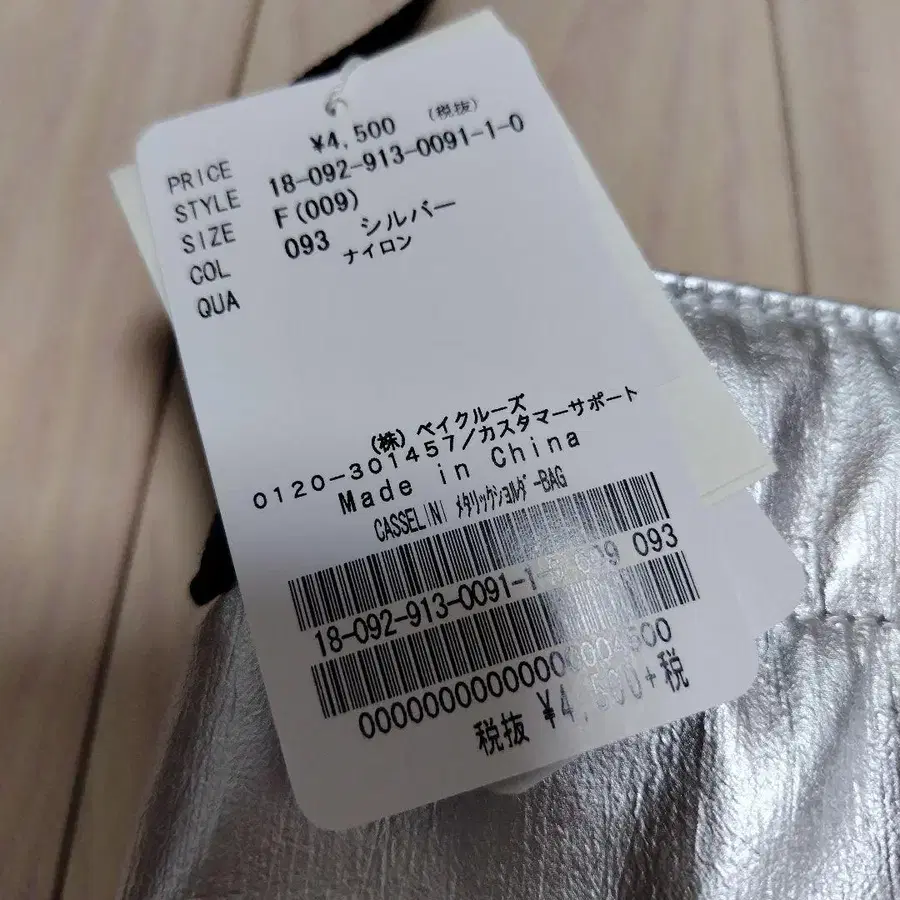 PRICE ¥4,500 (税抜)
STYLE 18-092-913-0091-1-0
SIZE F(009)
COL 093 シルバー
QUA ナイロン
(株) ベイクルーズ
0120-301457/カスタマーサポート
Made in China
CASSELINI メタリックショルダーBAG
18-092-913-0091-1-0 009 093
00000000000000004500
税抜 ¥4,500+税